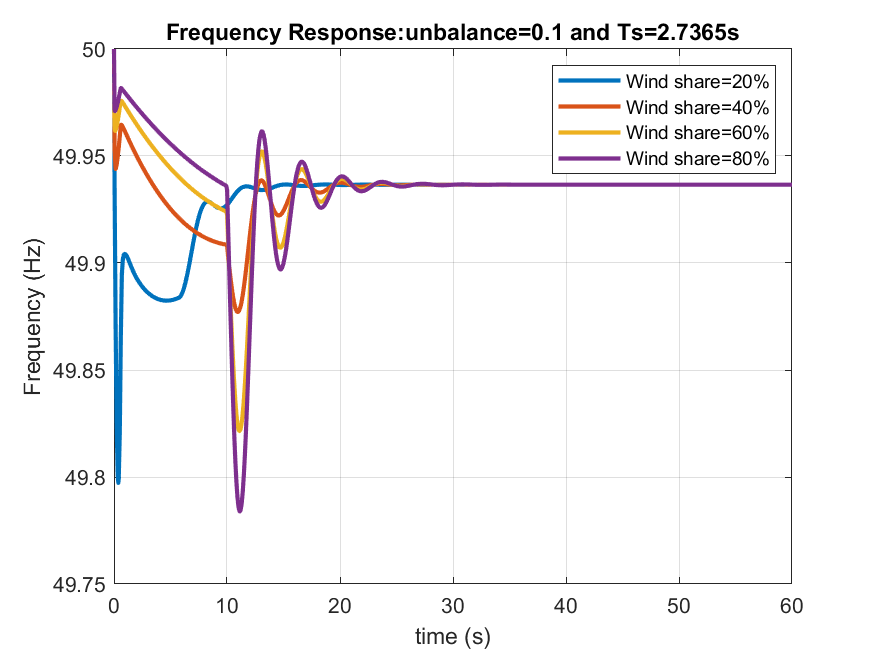 Frequency Response:unbalance=0.1 and Ts=2.7365s
Wind share=20%
Wind share=40%
Wind share=60%
Wind share=80%
Frequency (Hz)
50
49.95
49.9
49.85
49.8
49.75
0 10 20 30 40 50 60
time (s)